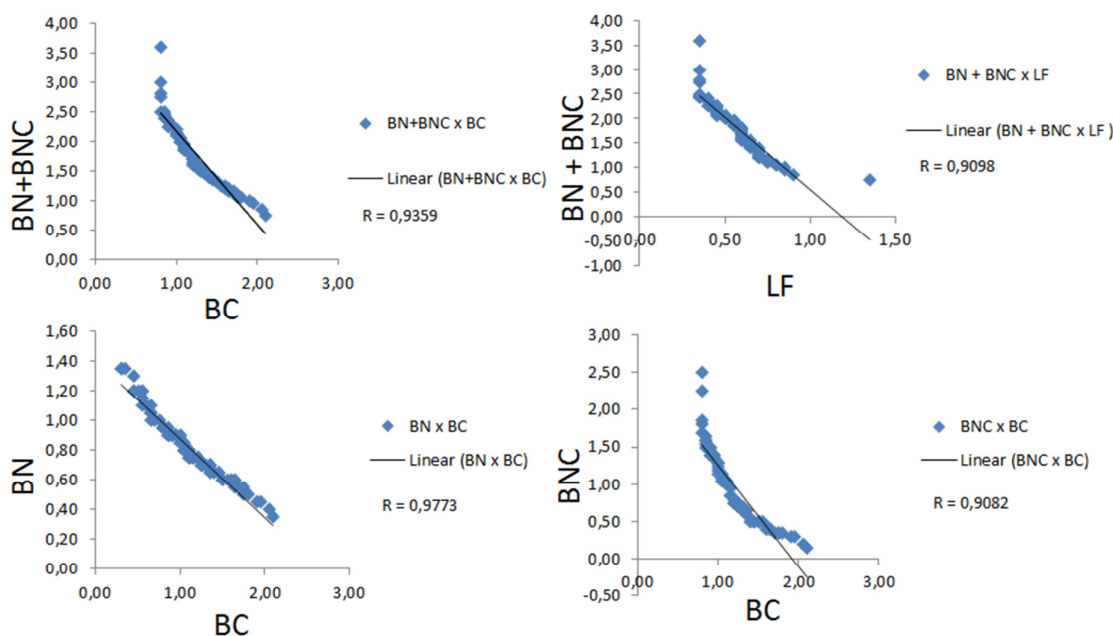 4,00
3,50
3,00
2,50
2,00
1,50
1,00
0,50
0,00
BN+BNC
0,00 1,00 2,00 3,00
BC
BN+BNC x BC
Linear (BN+BNC x BC)
R = 0,9359
4,00
3,50
3,00
2,50
2,00
1,50
1,00
0,50
0,00
-0,50
-1,00
BN + BNC
0,00 0,50 1,00 1,50
LF
BN + BNC x LF
Linear (BN + BNC x LF )
R = 0,9098
1,60
1,40
1,20
1,00
0,80
0,60
0,40
0,20
0,00
BN
0,00 1,00 2,00 3,00
BC
BN x BC
Linear (BN x BC)
R = 0,9773
3,00
2,50
2,00
1,50
1,00
0,50
0,00
-0,50
BNC
0,00 1,00 2,00 3,00
BC
BNC x BC
Linear (BNC x BC)
R = 0,9082